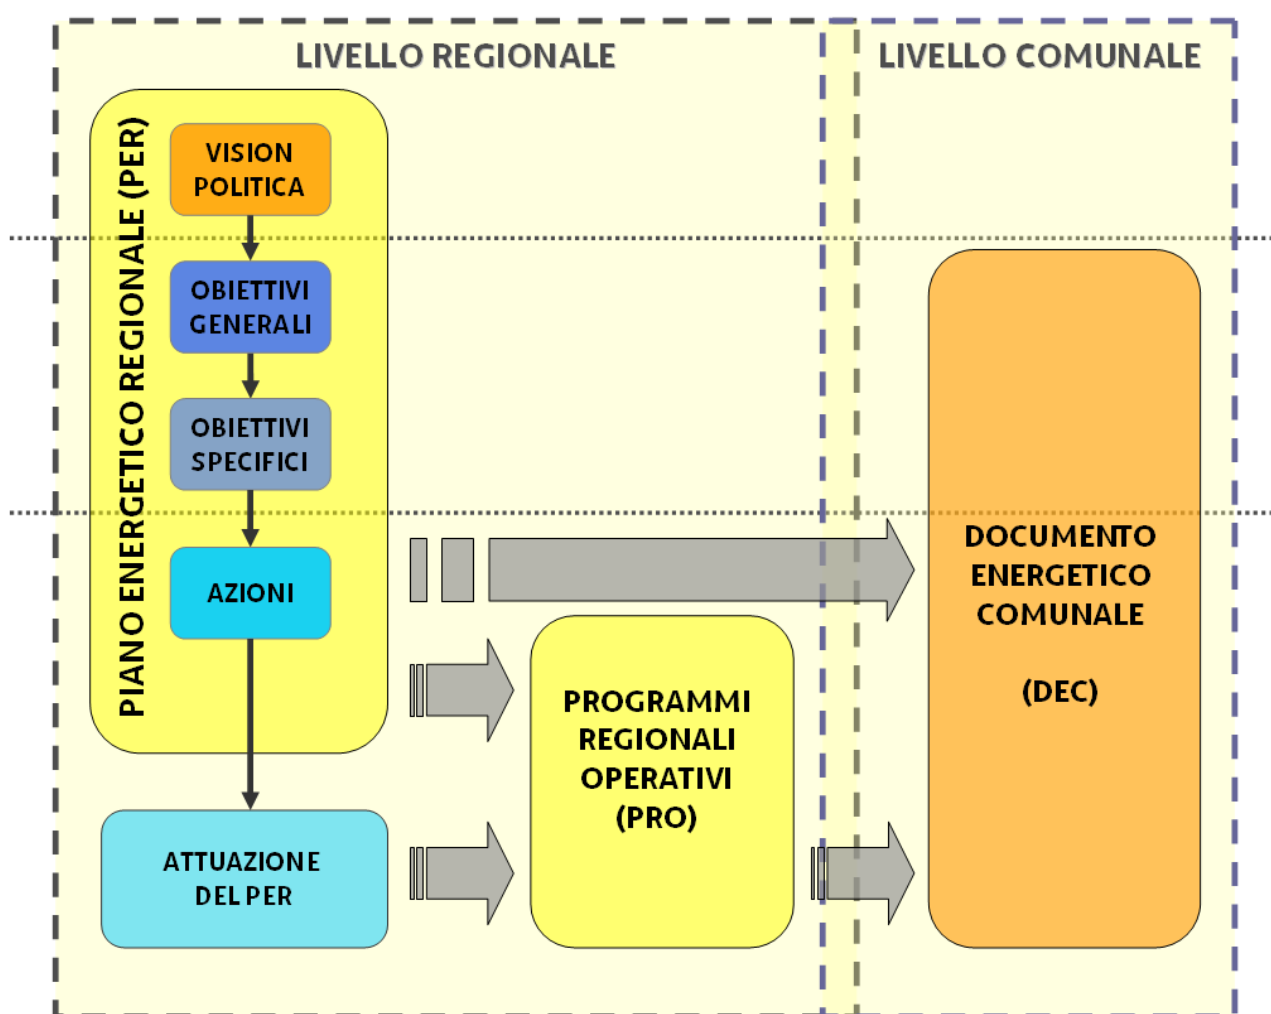 LIVELLO REGIONALE
LIVELLO COMUNALE
PIANO ENERGETICO REGIONALE (PER)
VISION
POLITICA
OBIETTIVI
GENERALI
OBIETTIVI
SPECIFICI
AZIONI
ATTUAZIONE
DEL PER
PROGRAMMI
REGIONALI
OPERATIVI
(PRO)
DOCUMENTO
ENERGETICO
COMUNALE
(DEC)